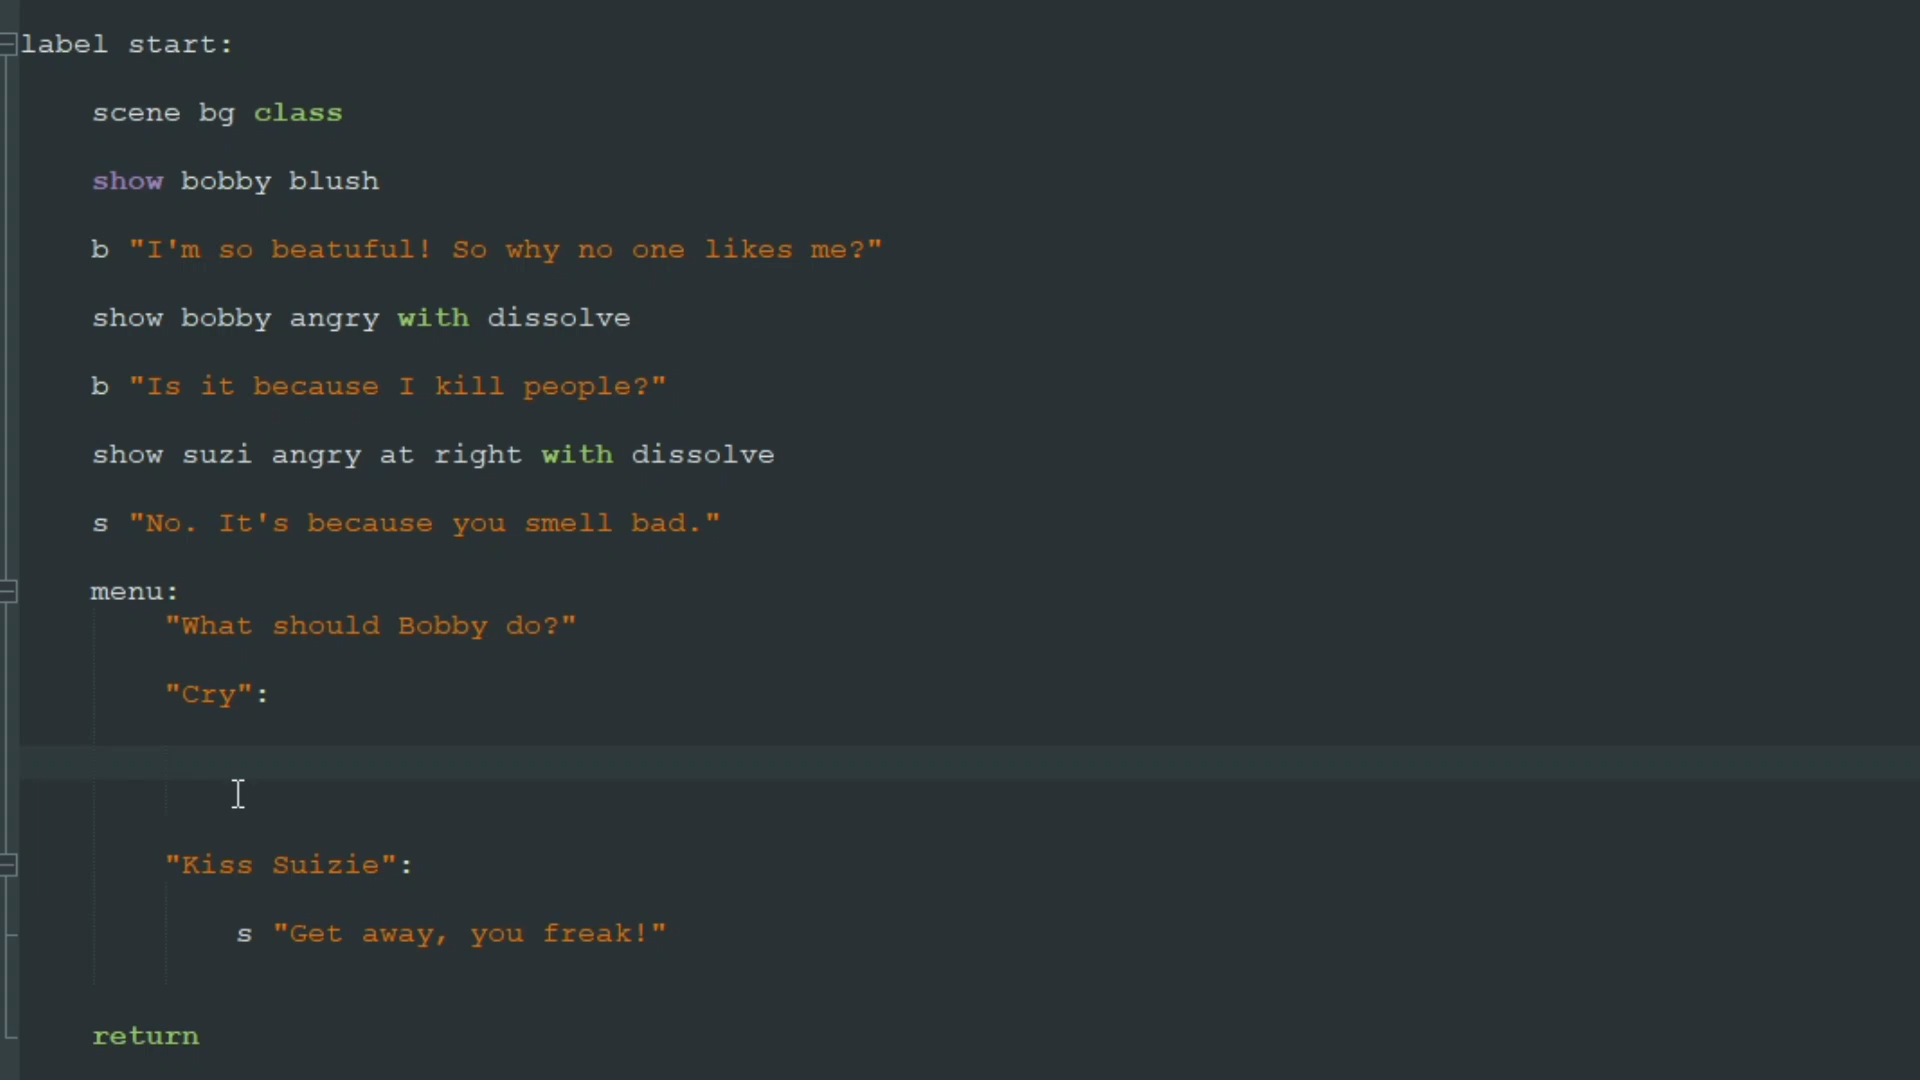 label start:
scene bg class
show bobby blush
b "I'm so beatuful! So why no one likes me?"
show bobby angry with dissolve
b "Is it because I kill people?"
show suzi angry at right with dissolve
s "No. It's because you smell bad."
menu:
"What should Bobby do?"
"Cry":
"Kiss Suizie":
s "Get away, you freak!"
return